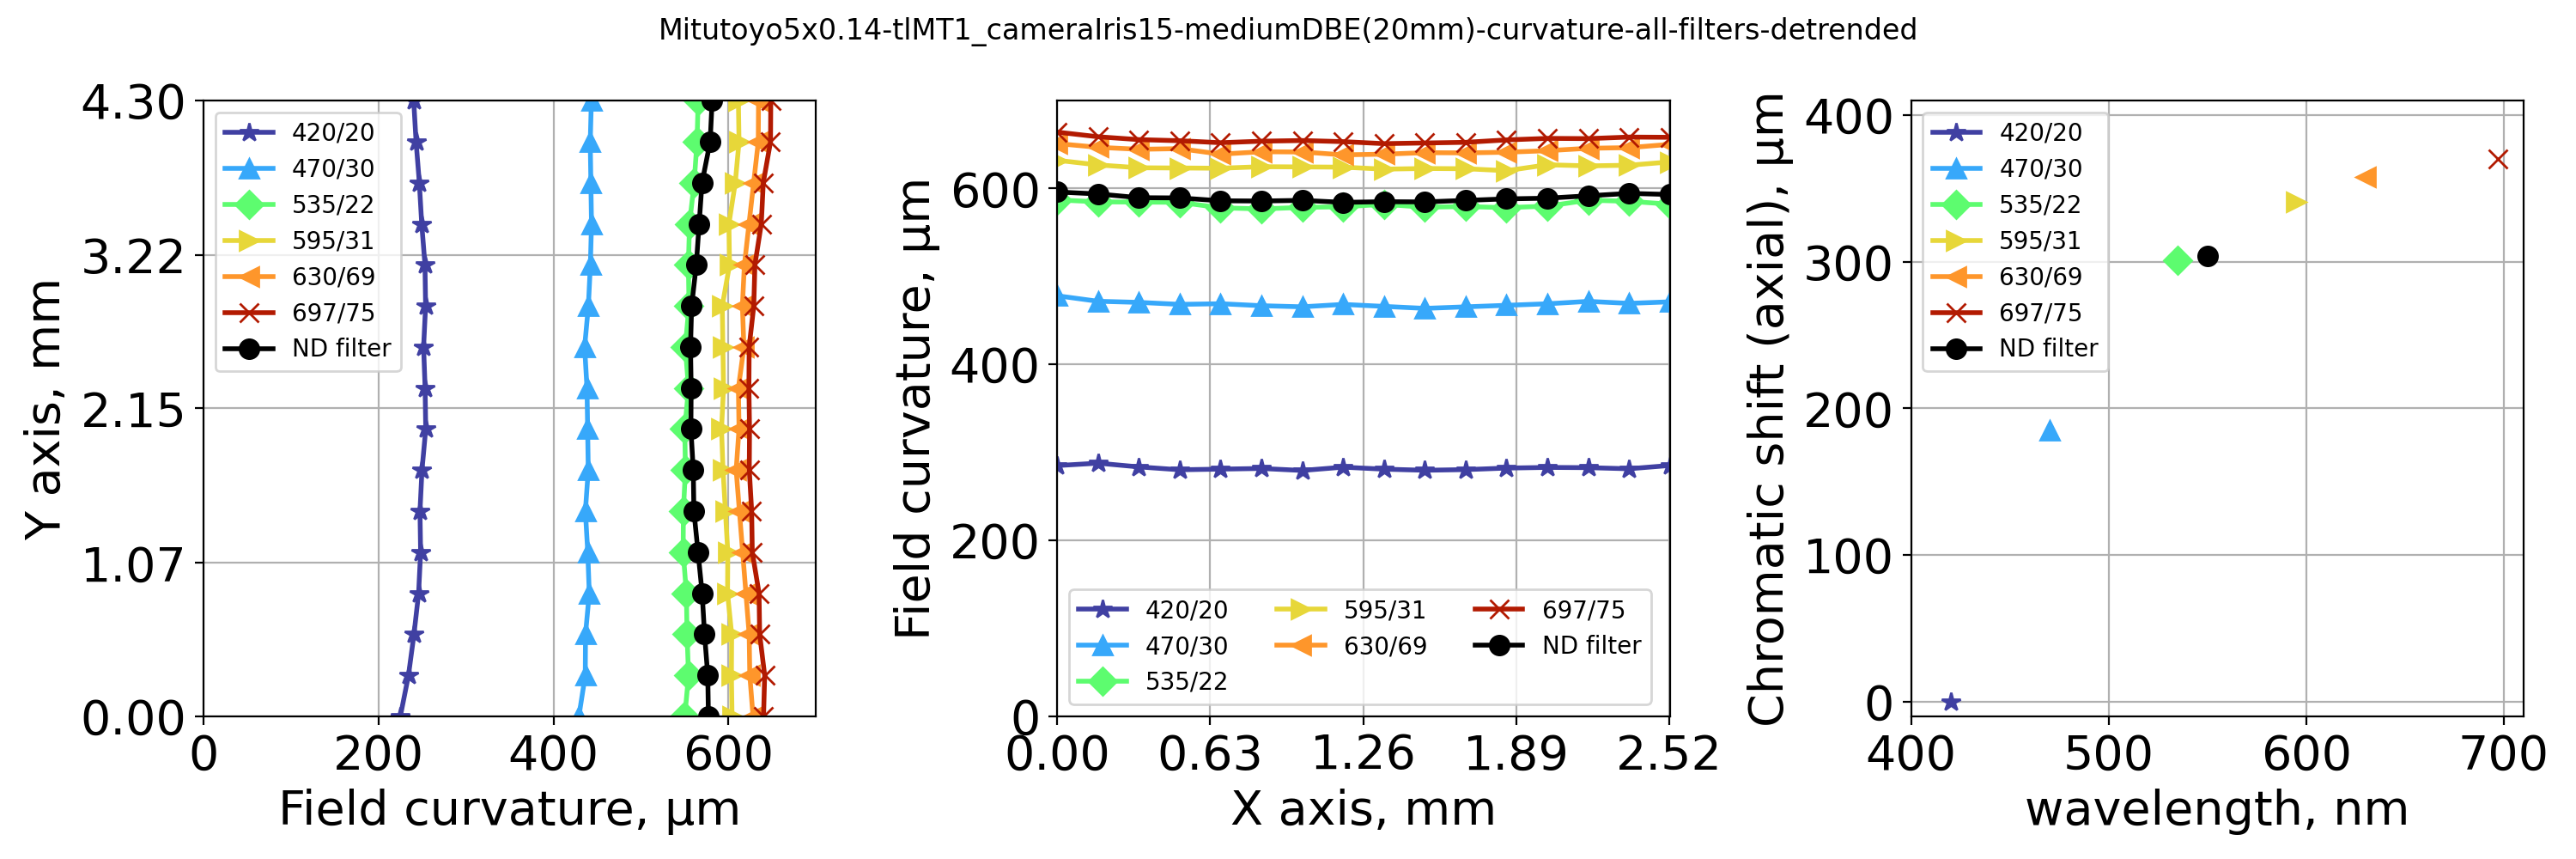 Mitutoyo5x0.14-tlMT1_cameraIris15-mediumDBE(20mm)-curvature-all-filters-detrended
Y axis, mm
4.30
3.22
2.15
1.07
0.00
420/20
470/30
535/22
595/31
630/69
697/75
ND filter
0 200 400 600
Field curvature, µm
Field curvature, µm
600
400
200
0
420/20 595/31 697/75
470/30 630/69 ND filter
535/22
0.00 0.63 1.26 1.89 2.52
X axis, mm
Chromatic shift (axial), µm
400
300
200
100
0
420/20
470/30
535/22
595/31
630/69
697/75
ND filter
400 500 600 700
wavelength, nm